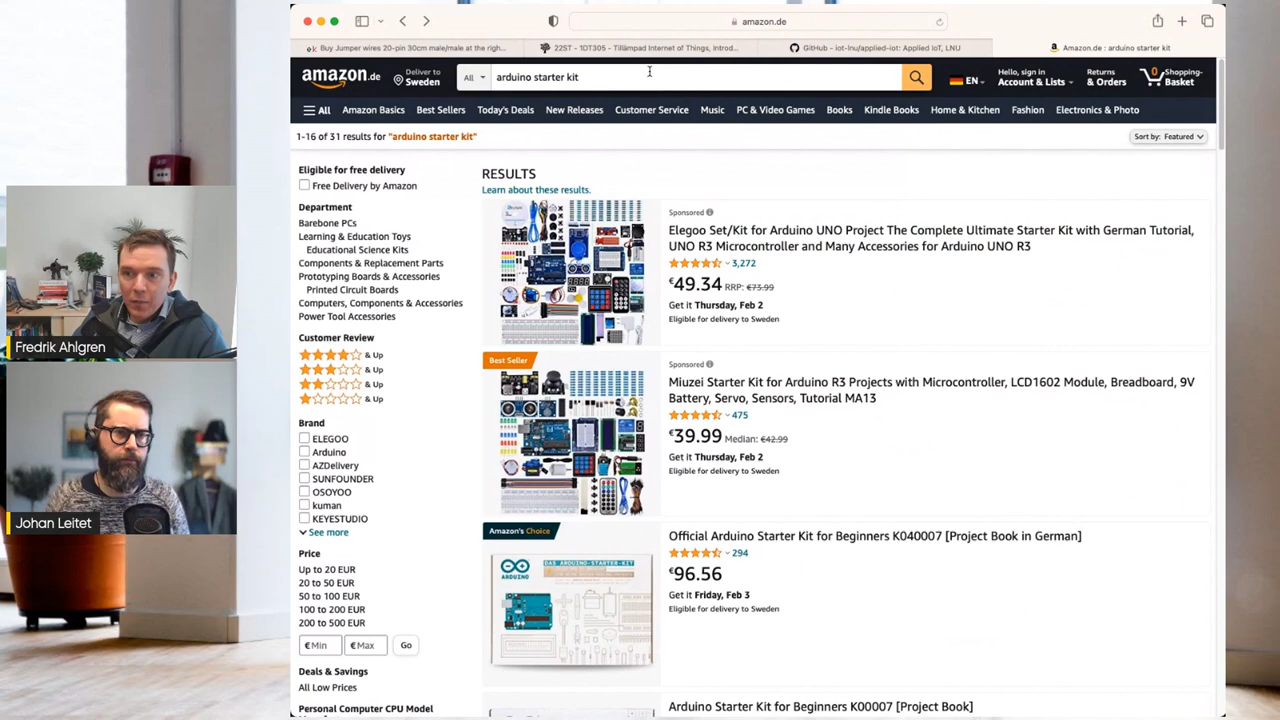 amazon.de
Buy Jumper wires 20-pin 30cm male/male at the righ...
22ST - 1DT305 - Tillämpad Internet of Things, Introd...
GitHub - iot-lnu/applied-iot: Applied IoT, LNU
Amazon.de : arduino starter kit
amazon.de
Deliver to
Sweden
All
arduino starter kit
EN
Hello, sign in
Account & Lists
Returns
& Orders
0
Shopping-
Basket
All
Amazon Basics
Best Sellers
Today's Deals
New Releases
Customer Service
Music
PC & Video Games
Books
Kindle Books
Home & Kitchen
Fashion
Electronics & Photo
1-16 of 31 results for "arduino starter kit"
Sort by: Featured
Eligible for free delivery
Free Delivery by Amazon
Department
Barebone PCs
Learning & Education Toys
Educational Science Kits
Components & Replacement Parts
Prototyping Boards & Accessories
Printed Circuit Boards
Computers, Components & Accessories
Power Tool Accessories
Customer Review
& Up
& Up
& Up
& Up
Brand
ELEGOO
Arduino
AZDelivery
SUNFOUNDER
OSOYOO
kuman
KEYESTUDIO
See more
Price
Up to 20 EUR
20 to 50 EUR
50 to 100 EUR
100 to 200 EUR
200 to 500 EUR
€ Min
€ Max
Go
Deals & Savings
All Low Prices
Personal Computer CPU Model
RESULTS
Learn about these results.
Sponsored
Elegoo Set/Kit for Arduino UNO Project The Complete Ultimate Starter Kit with German Tutorial,
UNO R3 Microcontroller and Many Accessories for Arduino UNO R3
3,272
€49.34 RRP: €73.99
Get it Thursday, Feb 2
Eligible for delivery to Sweden
Best Seller
Sponsored
Miuzei Starter Kit for Arduino R3 Projects with Microcontroller, LCD1602 Module, Breadboard, 9V
Battery, Servo, Sensors, Tutorial MA13
475
€39.99 Median: €42.99
Get it Thursday, Feb 2
Eligible for delivery to Sweden
Amazon's Choice
DAS ARDUINO-STARTER-KIT
ARDUINO
Official Arduino Starter Kit for Beginners K040007 [Project Book in German]
294
€96.56
Get it Friday, Feb 3
Eligible for delivery to Sweden
Arduino Starter Kit for Beginners K00007 [Project Book]
Fredrik Ahlgren
Johan Leitet